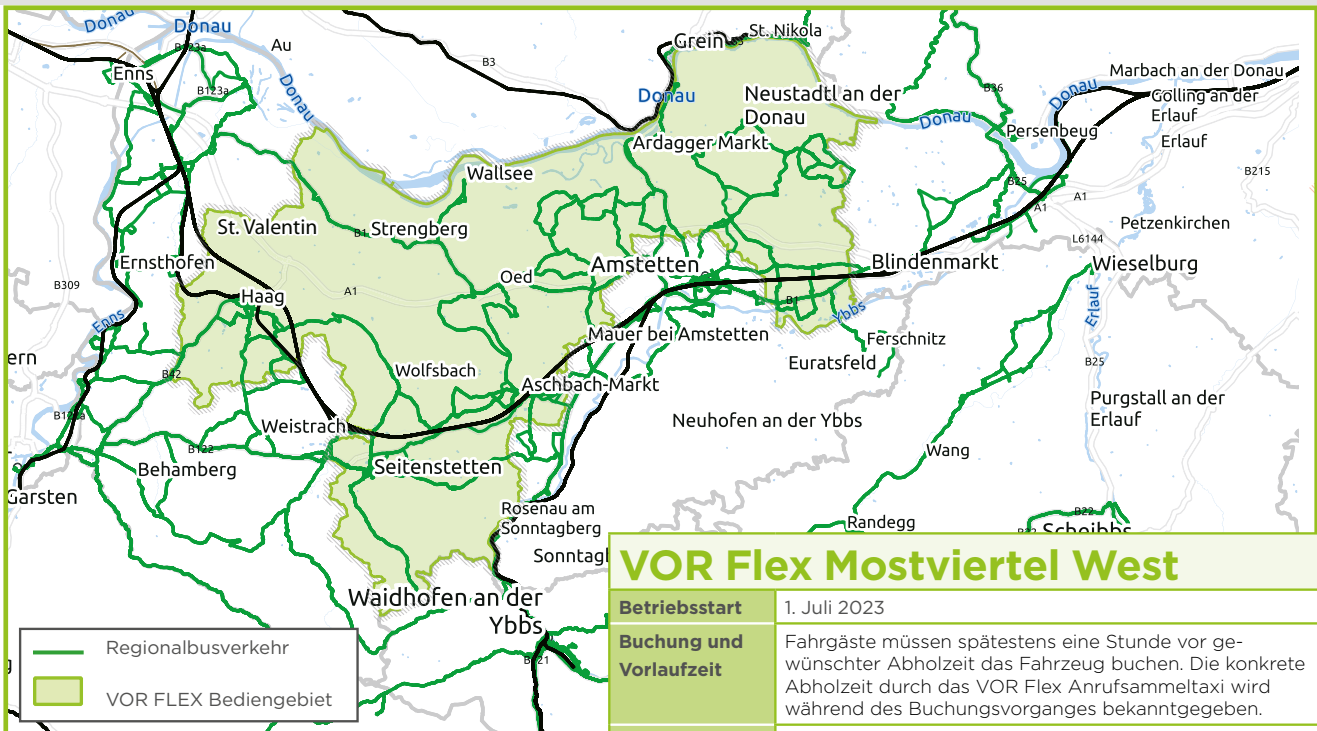 Donau
Donau
B123a
Au
Enns
B123a
Donau
B3
Grein
St. Nikola
Donau
Neustadtl an der
Donau
Ardagger Markt
B36
Donau
Donau
Marbach an der Donau
Golling an der
Erlauf
Persenbeug
Erlauf
B215
B25
A1
A1
Petzenkirchen
L6144
Wieselburg
Wallsee
St. Valentin
B1
Strengberg
Ernsthofen
Oed
Amstetten
Blindenmarkt
B309
Haag
A1
B1
Ybbs
Enns
Erlauf
Mauer bei Amstetten
Ferschnitz
Euratsfeld
ern
B42
Wolfsbach
Aschbach-Markt
B25
Purgstall an der
Erlauf
Weistrach
Neuhofen an der Ybbs
B122
Behamberg
Seitenstetten
Wang
Garsten
Rosenau am
Sonntagberg
Randegg
B22
Scheibbs
Waidhofen an der
Ybbs
Regionalbusverkehr
VOR FLEX Bediengebiet
VOR Flex Mostviertel West
Betriebsstart
1. Juli 2023
Buchung und
Vorlaufzeit
Fahrgäste müssen spätestens eine Stunde vor ge-
wünschter Abholzeit das Fahrzeug buchen. Die konkrete
Abholzeit durch das VOR Flex Anrufsammeltaxi wird
während des Buchungsvorganges bekanntgegeben.